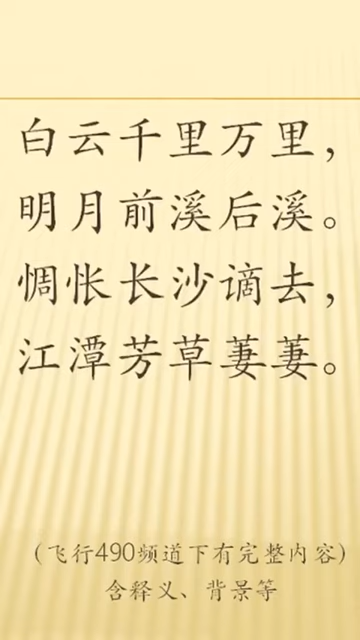 白云千里万里，
明月前溪后溪。
惆怅长沙谪去，
江潭芳草萋萋。
（飞行490频道下有完整内容）
含释义、背景等